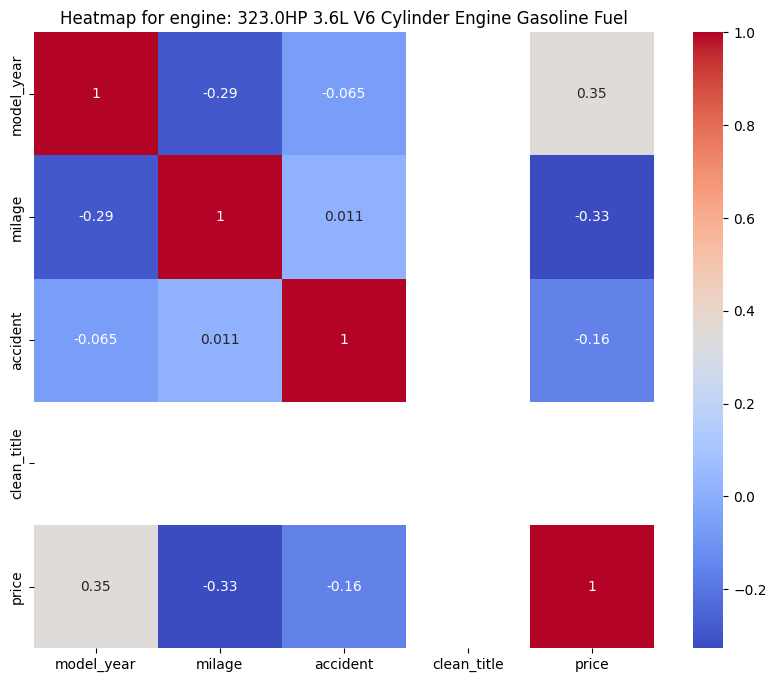 Heatmap for engine: 323.0HP 3.6L V6 Cylinder Engine Gasoline Fuel
model_year
1
-0.29
-0.065
0.35
milage
-0.29
1
0.011
-0.33
accident
-0.065
0.011
1
-0.16
clean_title
price
0.35
-0.33
-0.16
1
model_year
milage
accident
clean_title
price
1.0
0.8
0.6
0.4
0.2
0.0
−0.2